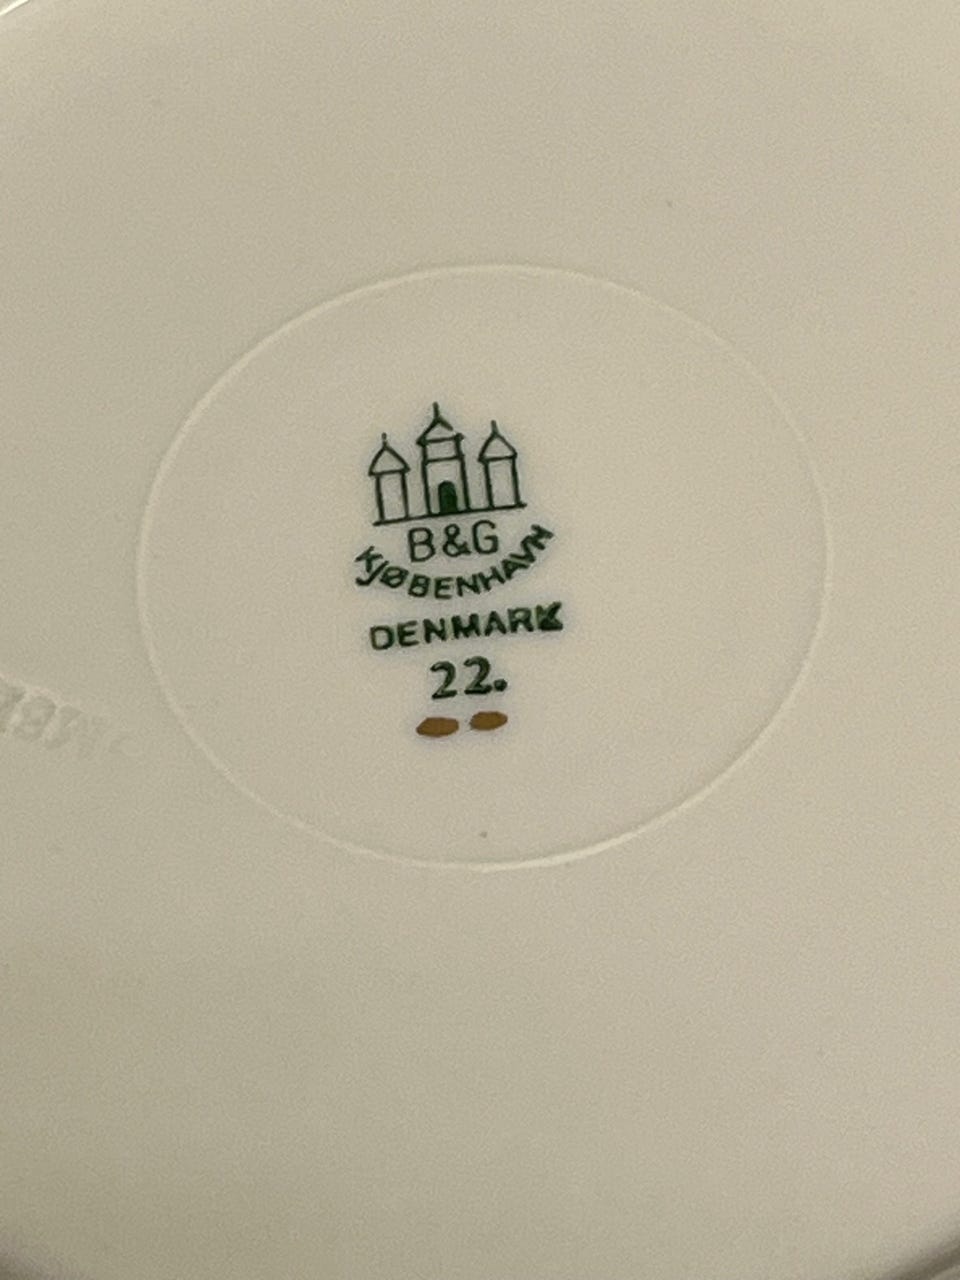 B&G
KJØBENHAVN
DENMARK
22.